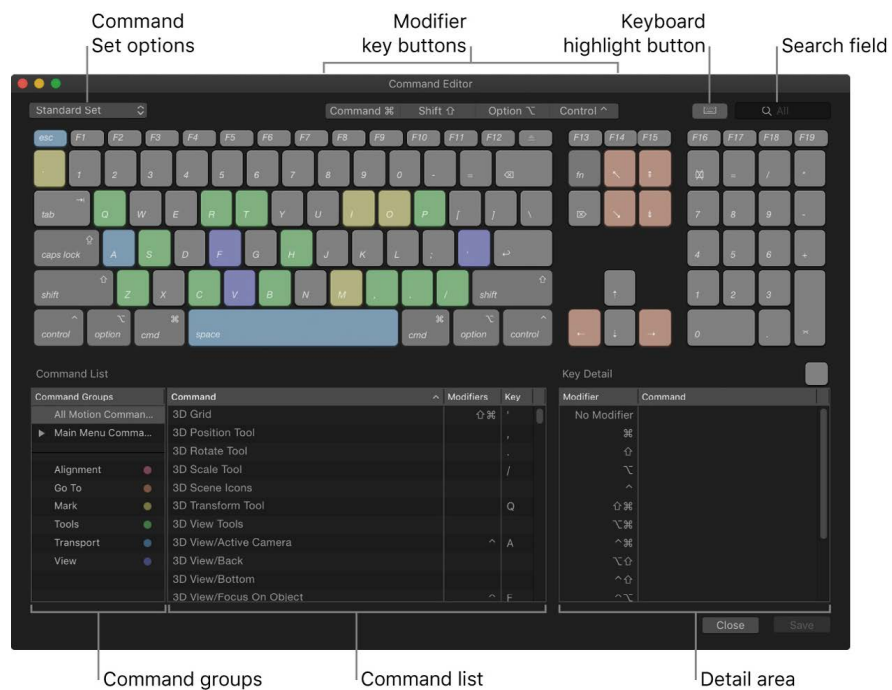 Command
Set options
Modifier
key buttons
Keyboard
highlight button
Search field
Command Editor
Standard Set
Command ⌘ Shift ⇧ Option ⌥ Control ^
All
esc F1 F2 F3 F4 F5 F6 F7 F8 F9 F10 F11 F12 F13 F14 F15 F16 F17 F18 F19
` 1 2 3 4 5 6 7 8 9 0 - = ⌫ fn ↖ ⇞ = / *
tab ⇥ Q W E R T Y U I O P [ ] \ ⌦ ↘ ⇟ 7 8 9 -
caps lock ⇪ A S D F G H J K L ; ' ↩ 4 5 6 +
shift ⇧ Z X C V B N M , . / shift ⇧ ↑ 1 2 3
control ^ option ⌥ cmd ⌘ space cmd ⌘ option ⌥ control ^ ← ↓ → 0 .
Command List
Key Detail
Command Groups Command Modifiers Key Modifier Command
All Motion Comman...
Main Menu Comma...
Alignment
Go To
Mark
Tools
Transport
View
3D Grid ⇧⌘ '
3D Position Tool ,
3D Rotate Tool .
3D Scale Tool /
3D Scene Icons
3D Transform Tool Q
3D View Tools
3D View/Active Camera ^ A
3D View/Back
3D View/Bottom
3D View/Focus On Object ^ F
No Modifier
⌘
⇧
⌥
^
⇧⌘
⌥⌘
^⌘
⌥⇧
^⇧
^⌥
Close Save
Command groups
Command list
Detail area